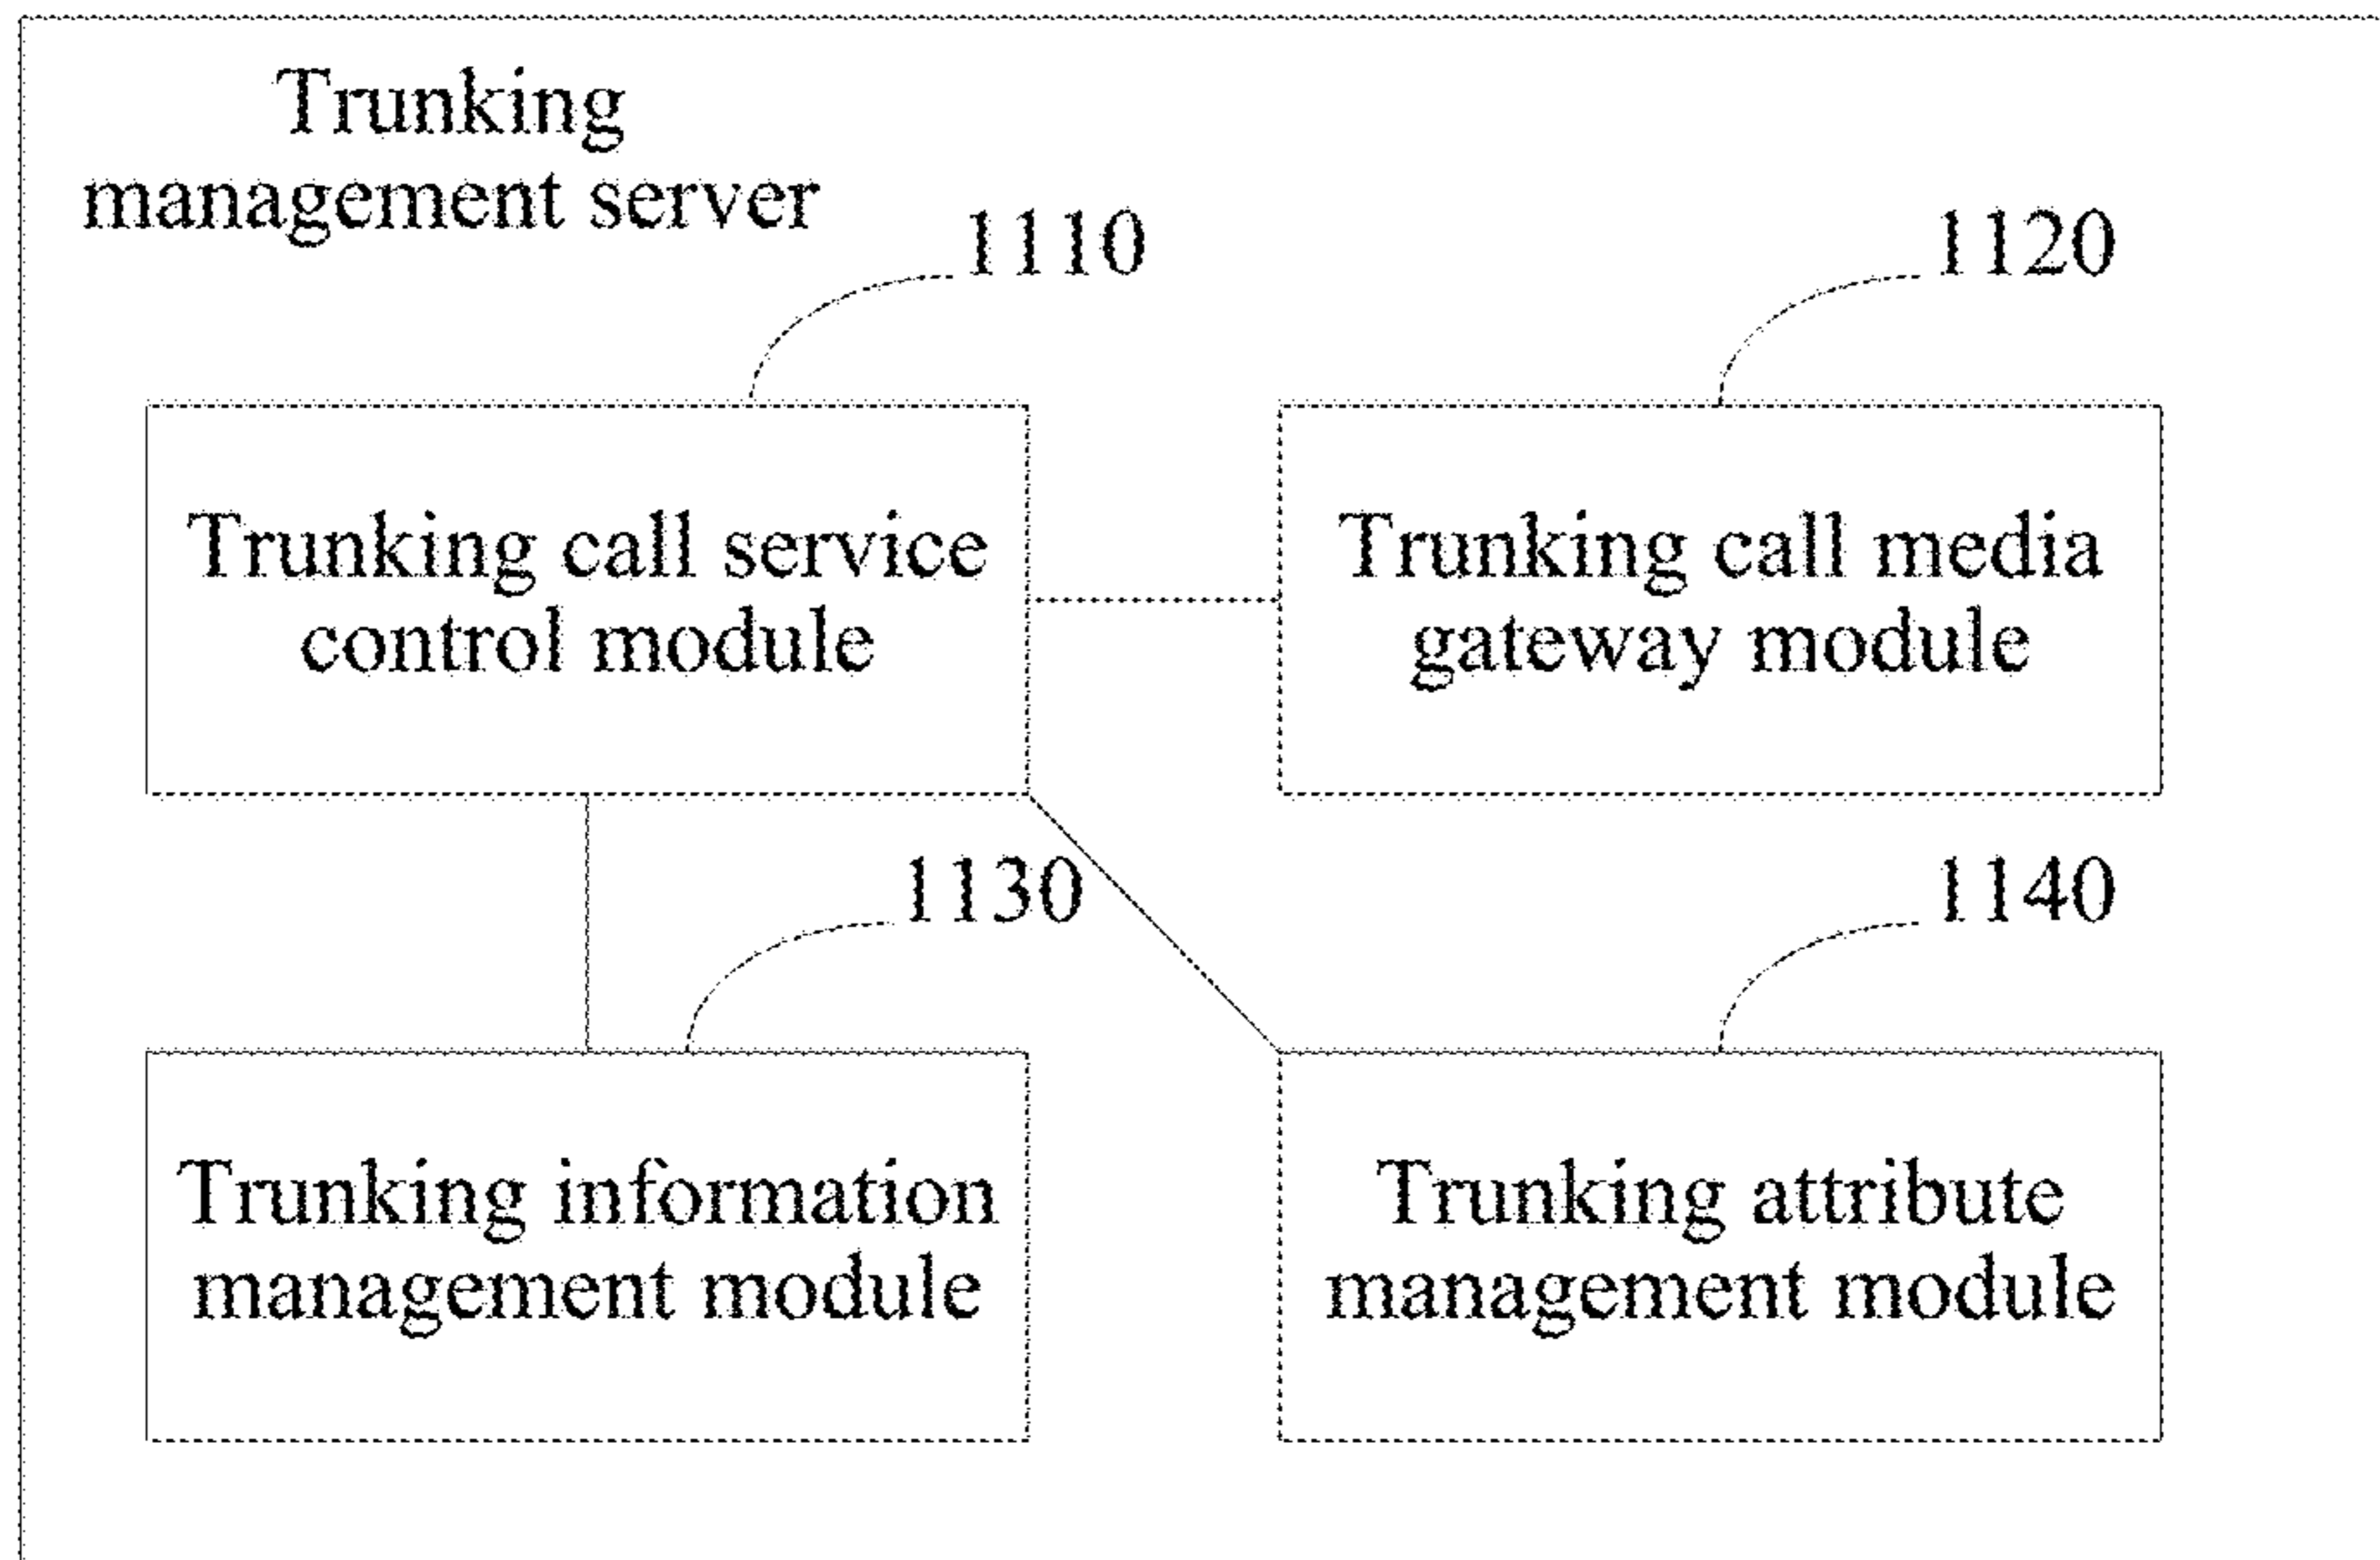 Trunking
management server
1110
1120
Trunking call service
control module
Trunking call media
gateway module
1130
1140
Trunking information
management module
Trunking attribute
management module